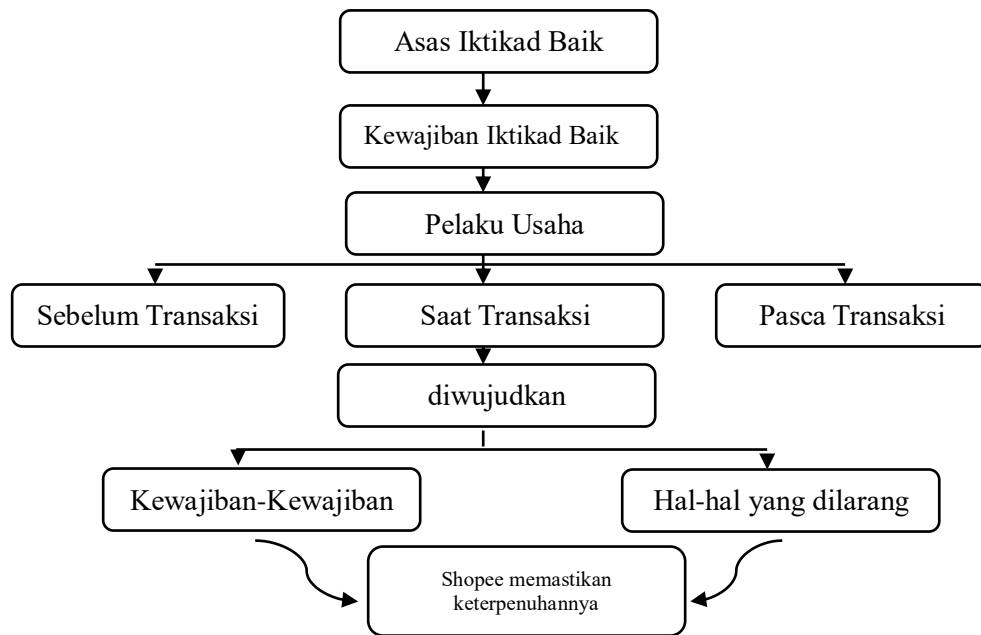 Asas Iktikad Baik
Kewajiban Iktikad Baik
Pelaku Usaha
Sebelum Transaksi
Saat Transaksi
Pasca Transaksi
diwujudkan
Kewajiban-Kewajiban
Hal-hal yang dilarang
Shopee memastikan
keterpenuhannya